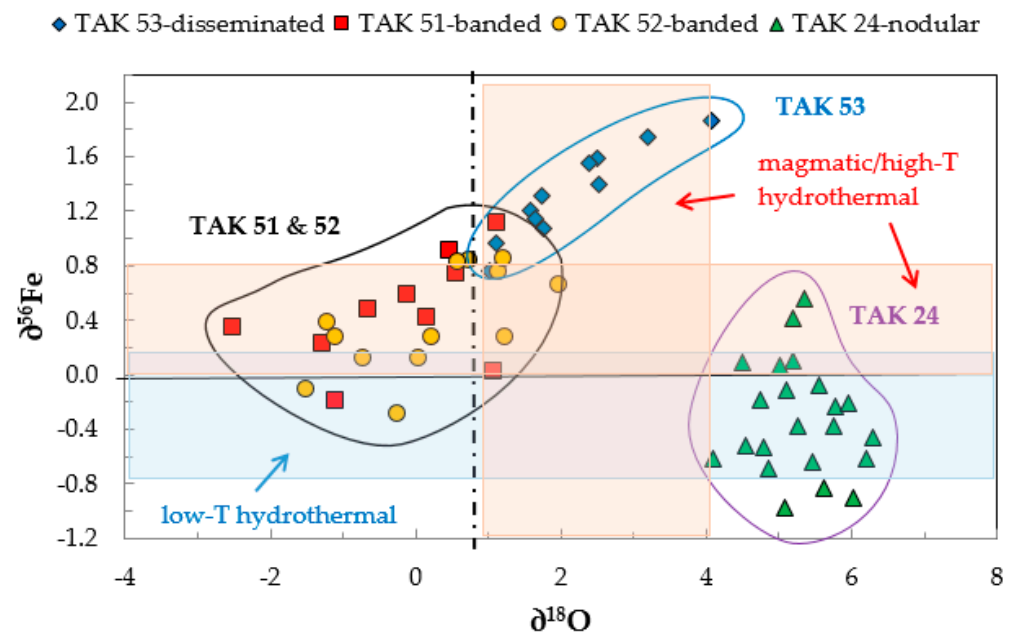 TAK 53-disseminated TAK 51-banded TAK 52-banded TAK 24-nodular
2.0
1.6
1.2
0.8
0.4
0.0
-0.4
-0.8
-1.2
∂⁵⁶Fe
TAK 53
magmatic/high-T
hydrothermal
TAK 51 & 52
TAK 24
low-T hydrothermal
-4 -2 0 2 4 6 8
∂¹⁸O